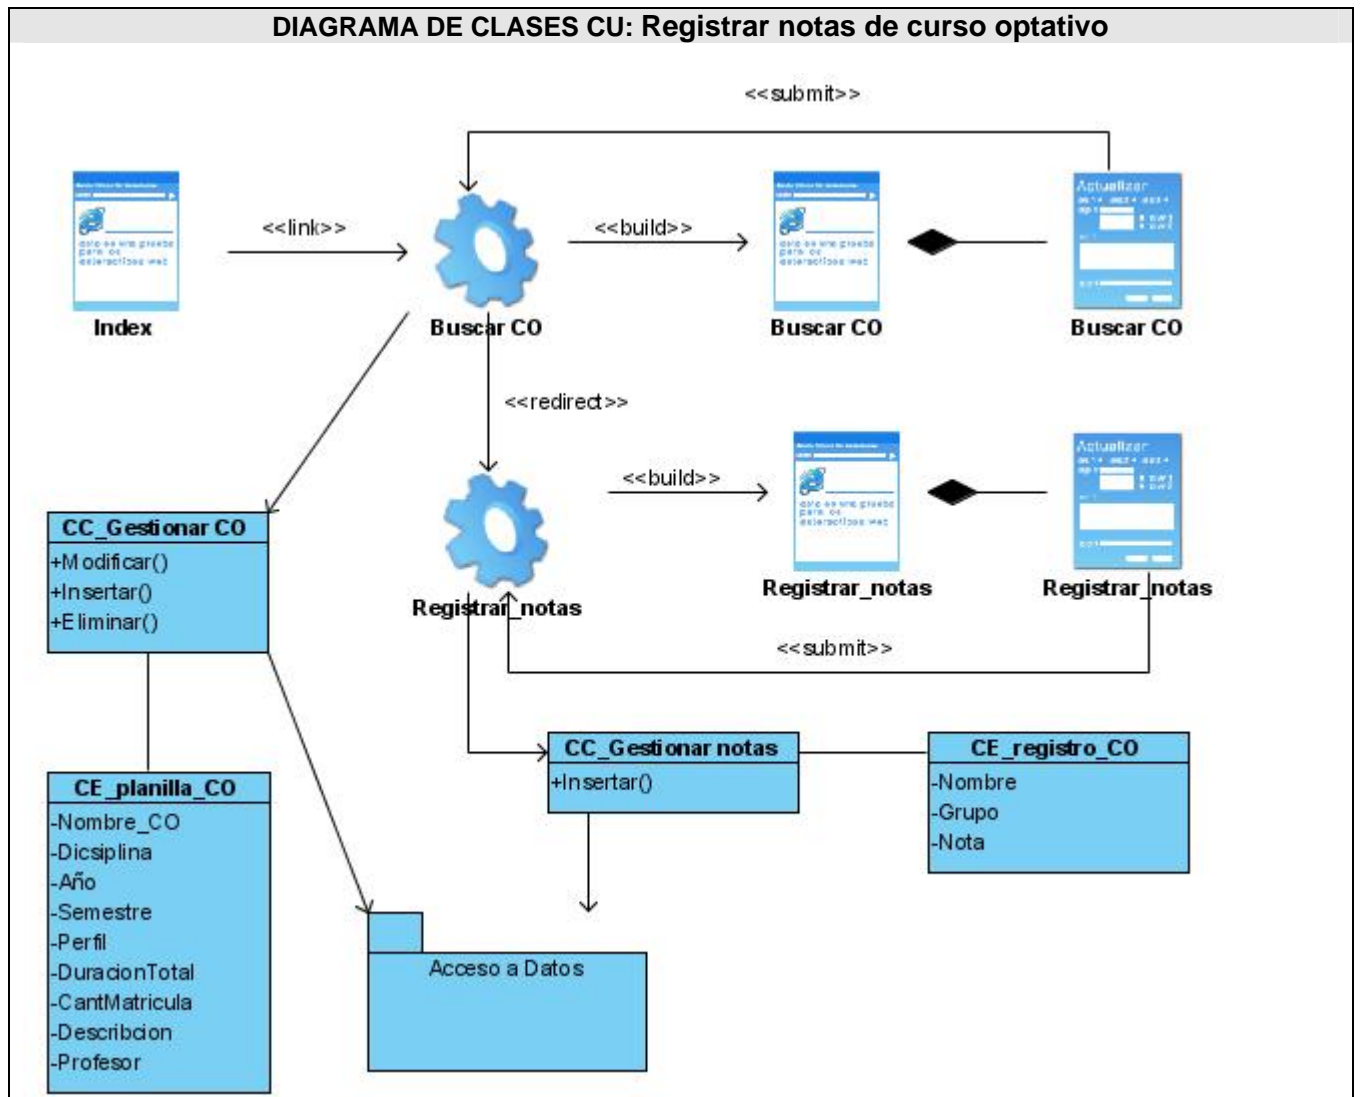 DIAGRAMA DE CLASES CU: Registrar notas de curso optativo
<<submit>>
<<link>>
<<build>>
Actualizar
Index
Buscar CO
Buscar CO
Buscar CO
<<redirect>>
<<build>>
Actualizar
Registrar_notas
Registrar_notas
Registrar_notas
<<submit>>
CC_Gestionar CO
+Modificar()
+Insertar()
+Eliminar()
CC_Gestionar notas
+Insertar()
CE_registro_CO
-Nombre
-Grupo
-Nota
CE_planilla_CO
-Nombre_CO
-Dicsiplina
-Año
-Semestre
-Perfil
-DuracionTotal
-CantMatricula
-Describcion
-Profesor
Acceso a Datos